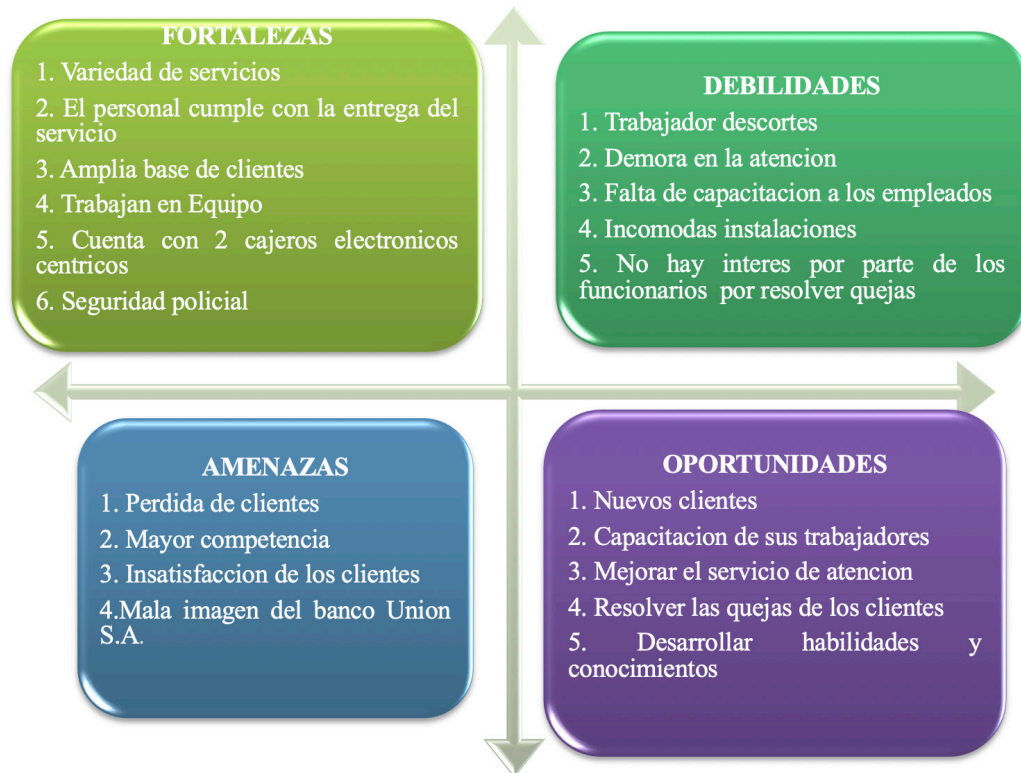 FORTALEZAS
1. Variedad de servicios
2. El personal cumple con la entrega del
servicio
3. Amplia base de clientes
4. Trabajan en Equipo
5. Cuenta con 2 cajeros electronicos
centricos
6. Seguridad policial
DEBILIDADES
1. Trabajador descortes
2. Demora en la atencion
3. Falta de capacitacion a los empleados
4. Incomodas instalaciones
5. No hay interes por parte de los
funcionarios por resolver quejas
AMENAZAS
1. Perdida de clientes
2. Mayor competencia
3. Insatisfaccion de los clientes
4.Mala imagen del banco Union
S.A.
OPORTUNIDADES
1. Nuevos clientes
2. Capacitacion de sus trabajadores
3. Mejorar el servicio de atencion
4. Resolver las quejas de los clientes
5. Desarrollar habilidades y
conocimientos